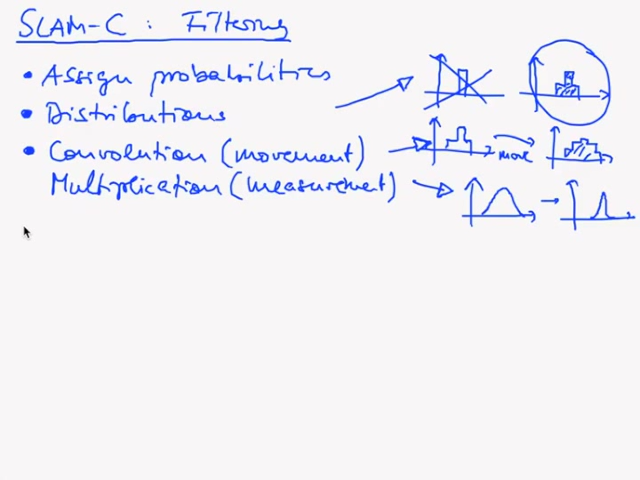 SLAM-C : Filtering
• Assign probabilities
• Distributions
• Convolution (movement)
move
Multiplication (measurement)